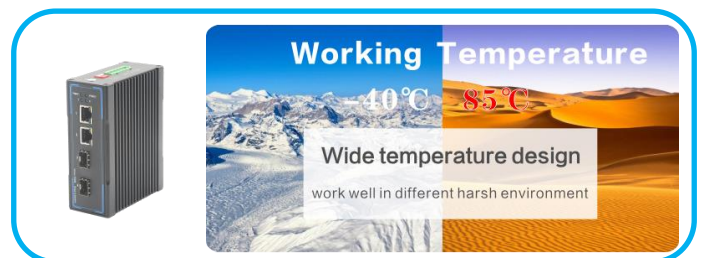 Working Temperature
-40℃ 85℃
Wide temperature design
work well in different harsh environment